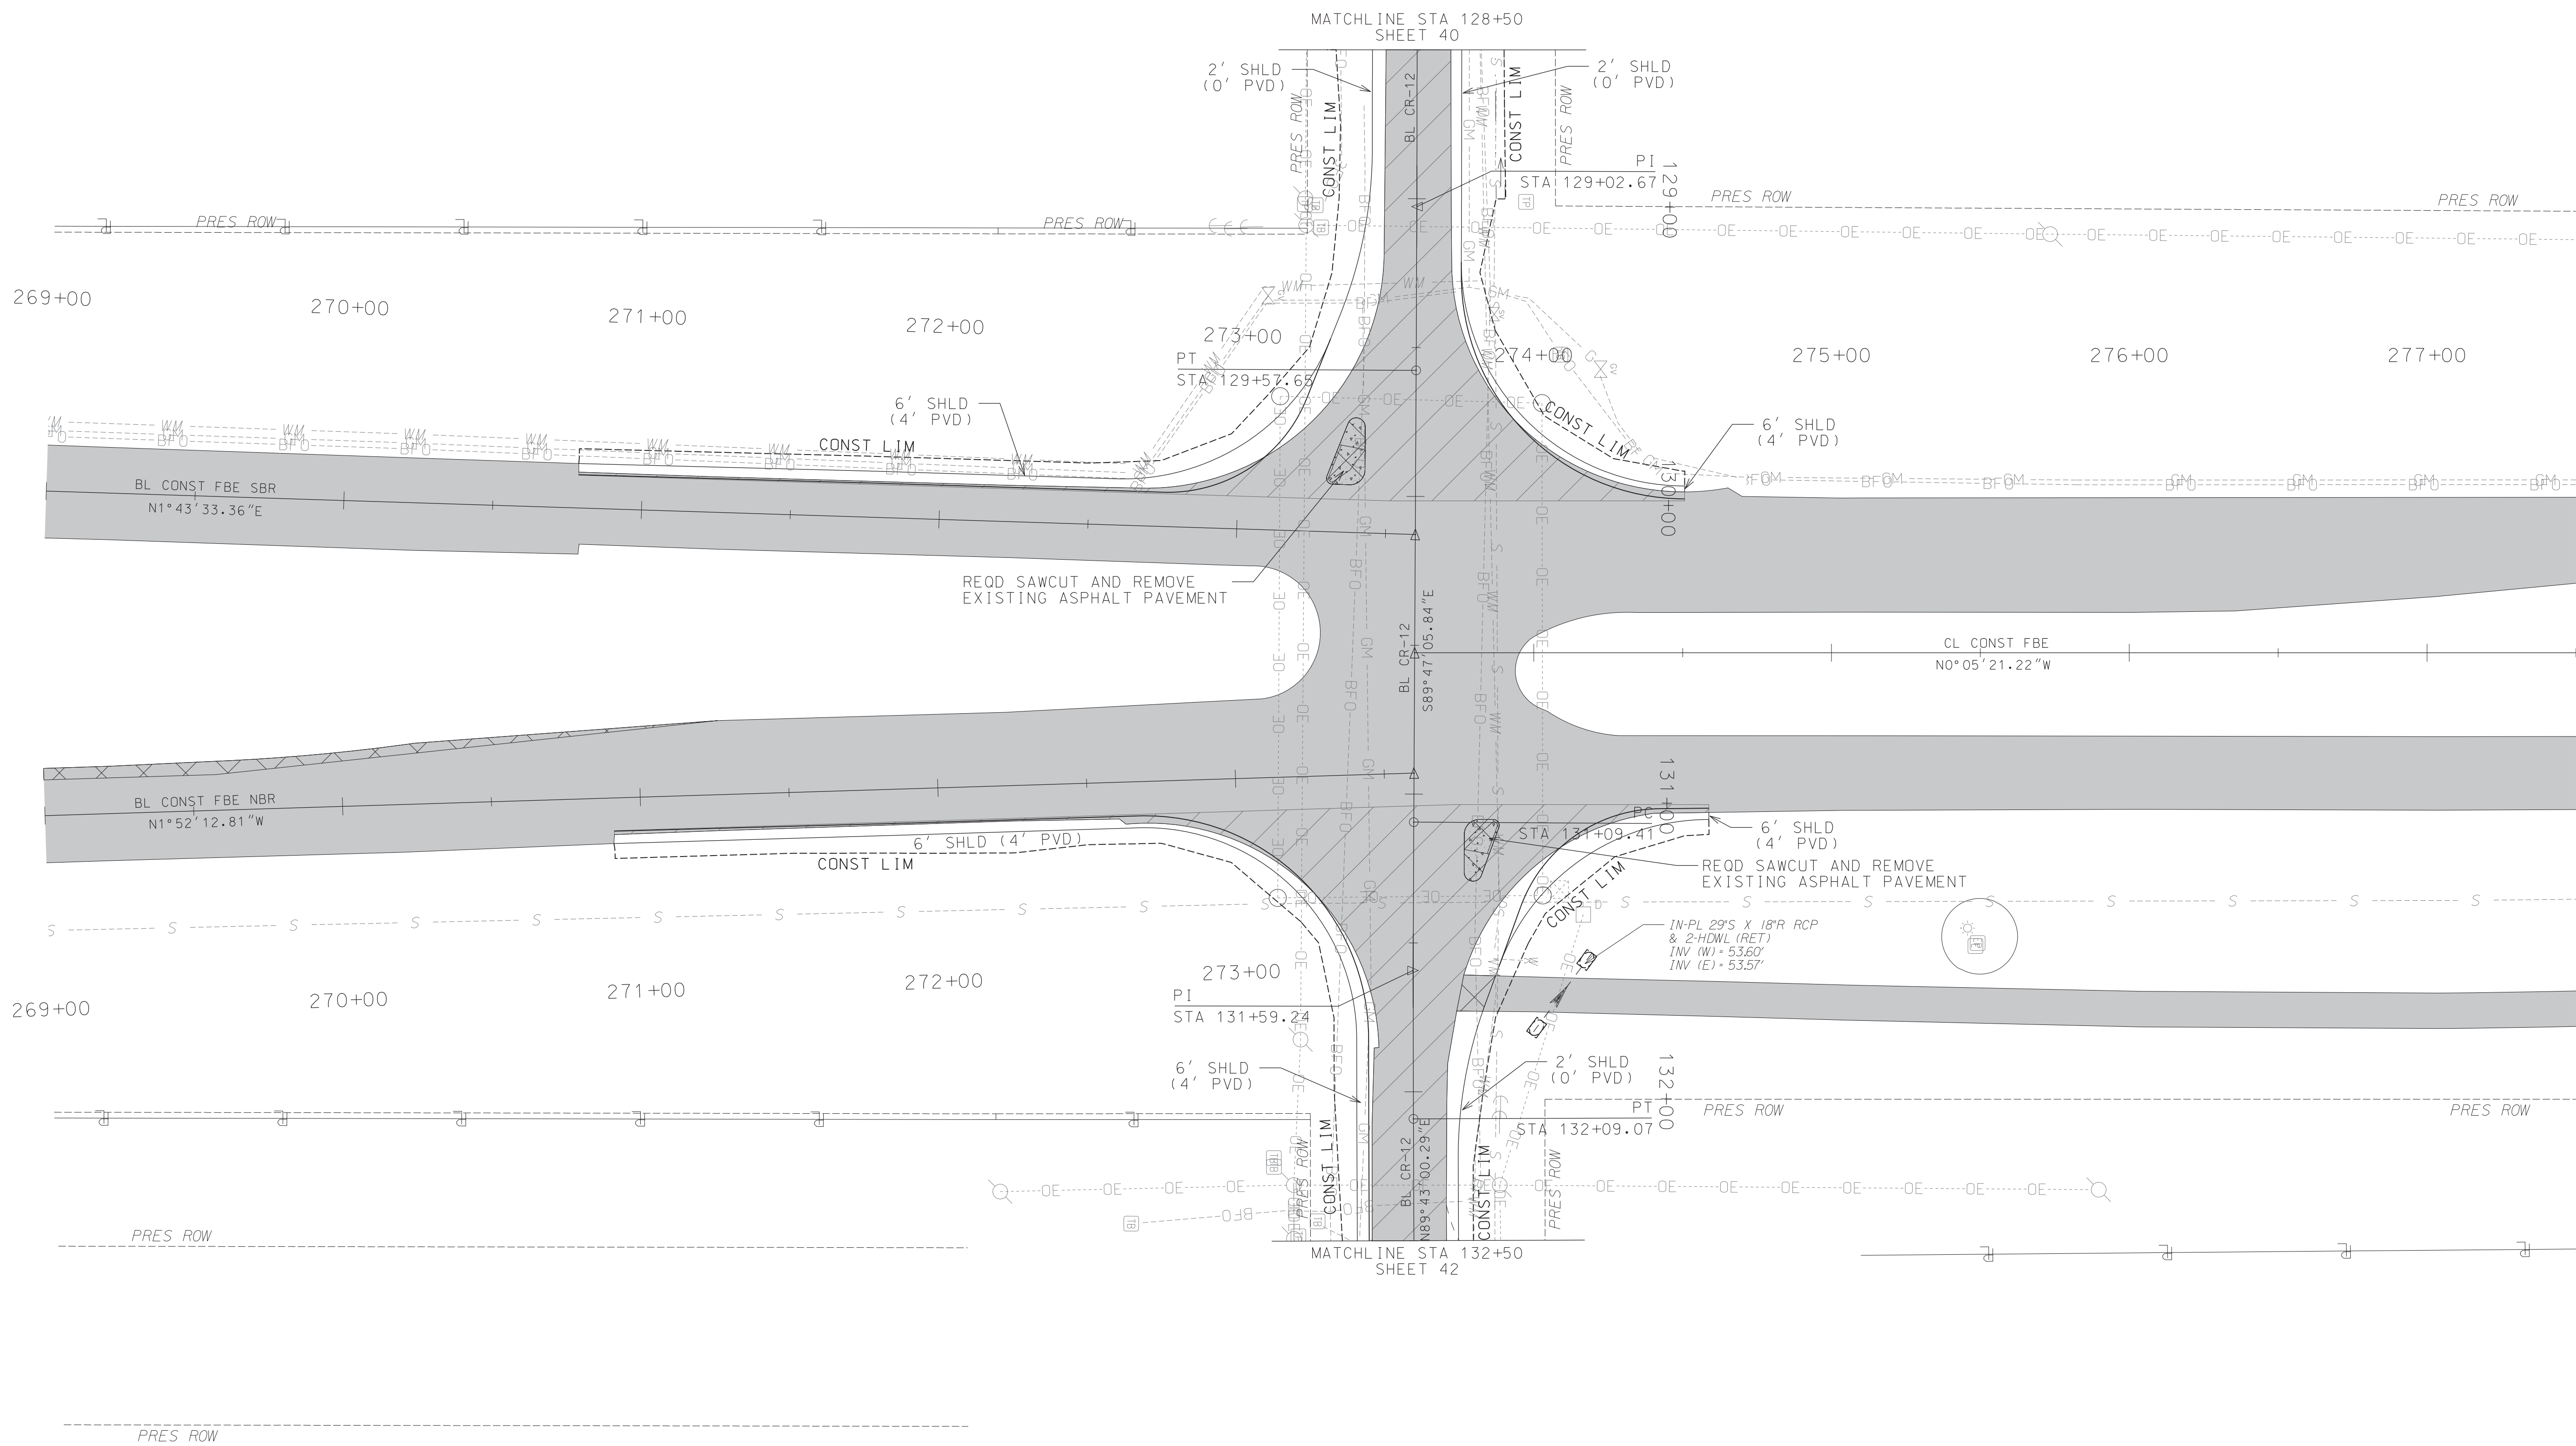 MATCHLINE STA 128+50
SHEET 40
2' SHLD
(0' PVD)
2' SHLD
(0' PVD)
PRES ROW
CONST LIM
BL CR-12
CONST LIM
PRES ROW
PI
STA 129+02.67
129+00
PRES ROW
PRES ROW
PRES ROW
PRES ROW
269+00
270+00
271+00
272+00
273+00
274+00
275+00
276+00
277+00
PT
STA 129+57.65
6' SHLD
(4' PVD)
CONST LIM
CONST LIM
6' SHLD
(4' PVD)
130+00
BL CONST FBE SBR
N1°43'33.36"E
REQD SAWCUT AND REMOVE
EXISTING ASPHALT PAVEMENT
BL CR-12
S89°47'05.84"E
CL CONST FBE
N0°05'21.22"W
BL CONST FBE NBR
N1°52'12.81"W
131+00
PC
STA 131+09.41
6' SHLD
(4' PVD)
6' SHLD (4' PVD)
CONST LIM
REQD SAWCUT AND REMOVE
EXISTING ASPHALT PAVEMENT
CONST LIM
IN-PL 29'S X 18"R RCP
& 2-HDWL (RET)
INV (W) = 53.60'
INV (E) = 53.57'
269+00
270+00
271+00
272+00
273+00
PI
STA 131+59.24
6' SHLD
(4' PVD)
2' SHLD
(0' PVD)
132+00
PT
STA 132+09.07
PRES ROW
PRES ROW
PRES ROW
CONST LIM
BL CR-12
N89°43'00.29"E
CONST LIM
PRES ROW
MATCHLINE STA 132+50
SHEET 42
PRES ROW
PRES ROW